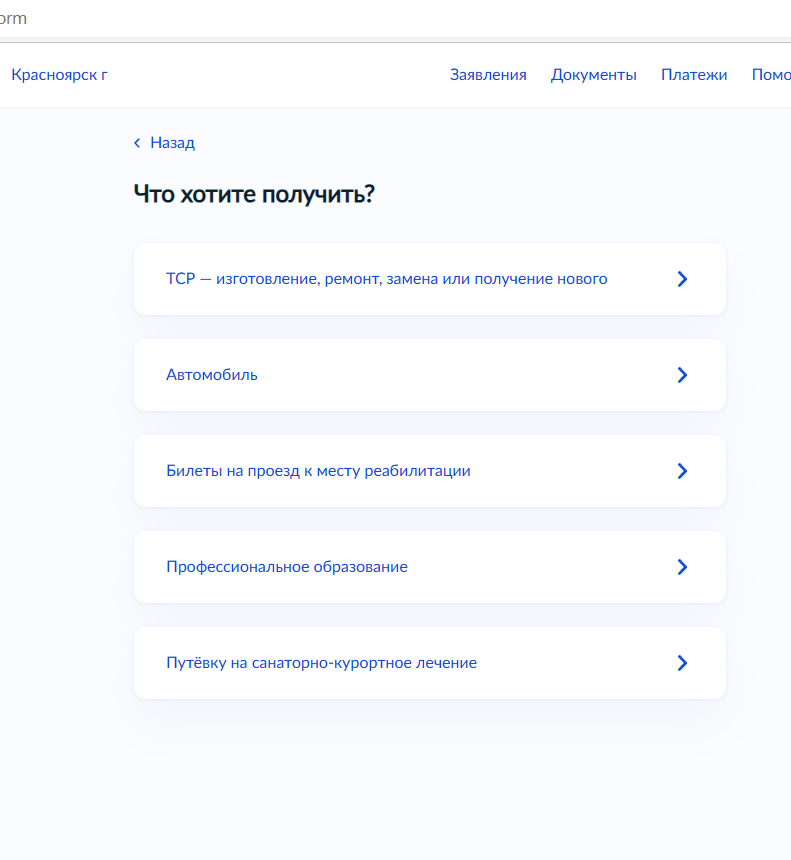 orm
Красноярск г
Заявления Документы Платежи Помо
Назад
Что хотите получить?
ТСР — изготовление, ремонт, замена или получение нового
Автомобиль
Билеты на проезд к месту реабилитации
Профессиональное образование
Путёвку на санаторно-курортное лечение